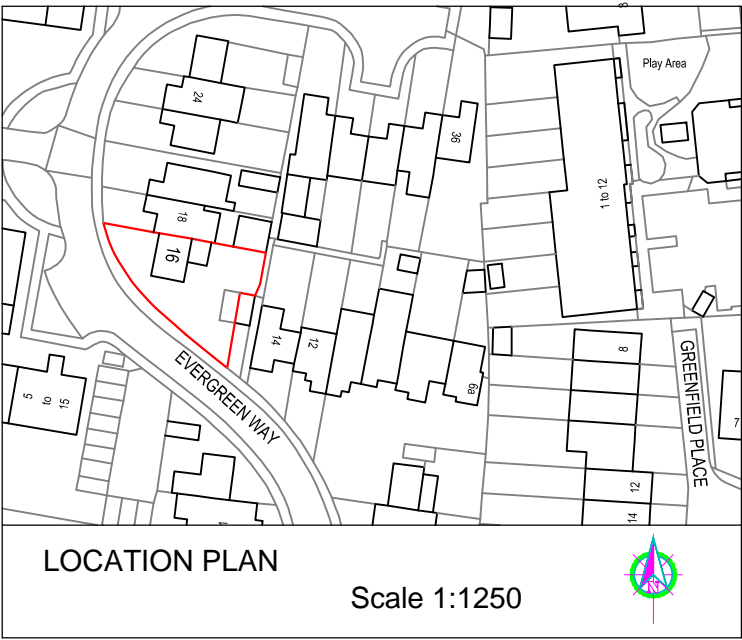 8
Play Area
24
36
1 to 12
18
16
14
12
6a
8
EVERGREEN WAY
GREENFIELD PLACE
5
to
15
7
12
14
LOCATION PLAN
Scale 1:1250
N